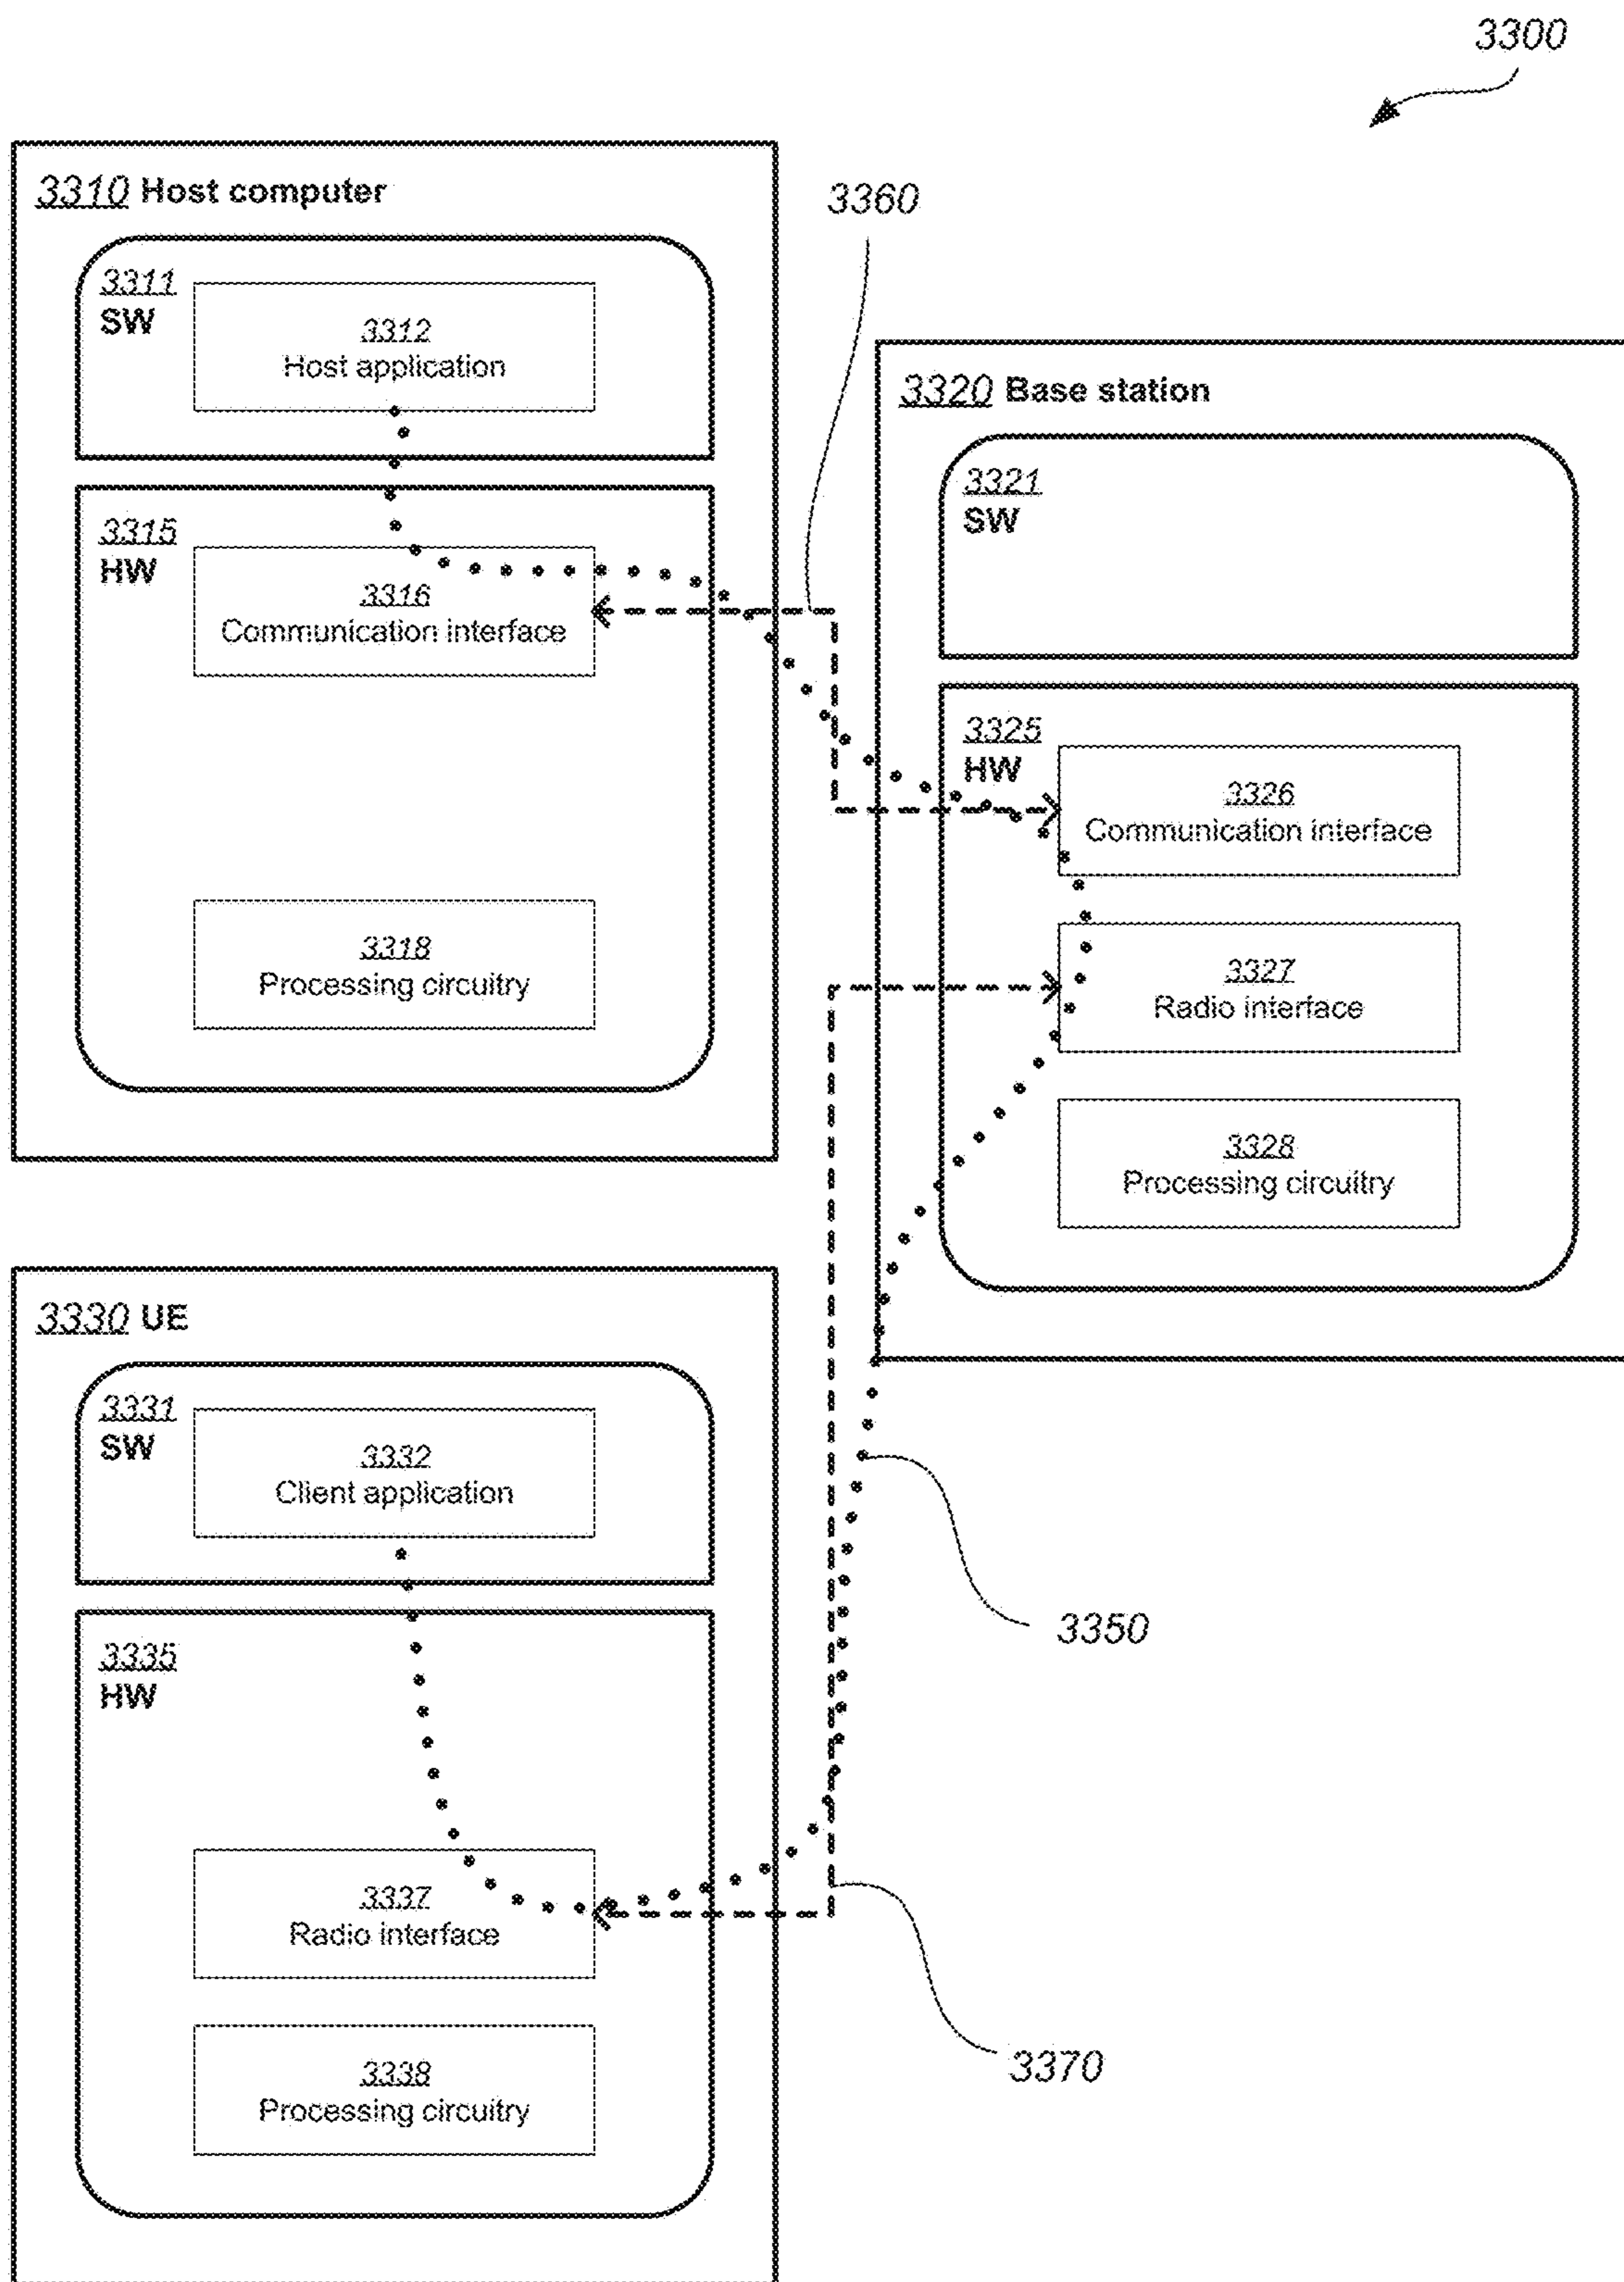 3300
3310 Host computer
3311
SW
3312
Host application
3315
HW
3316
Communication interface
3318
Processing circuitry
3360
3320 Base station
3321
SW
3325
HW
3326
Communication interface
3327
Radio interface
3328
Processing circuitry
3330 UE
3331
SW
3332
Client application
3335
HW
3337
Radio interface
3338
Processing circuitry
3350
3370